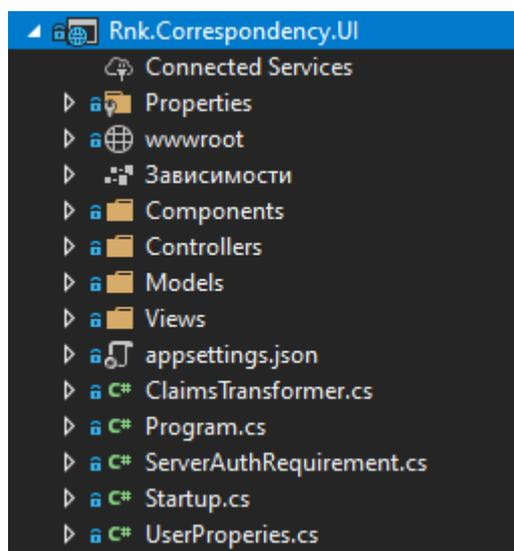 Rnk.Correspondency.UI
Connected Services
Properties
wwwroot
Зависимости
Components
Controllers
Models
Views
appsettings.json
C# ClaimsTransformer.cs
C# Program.cs
C# ServerAuthRequirement.cs
C# Startup.cs
C# UserProperies.cs